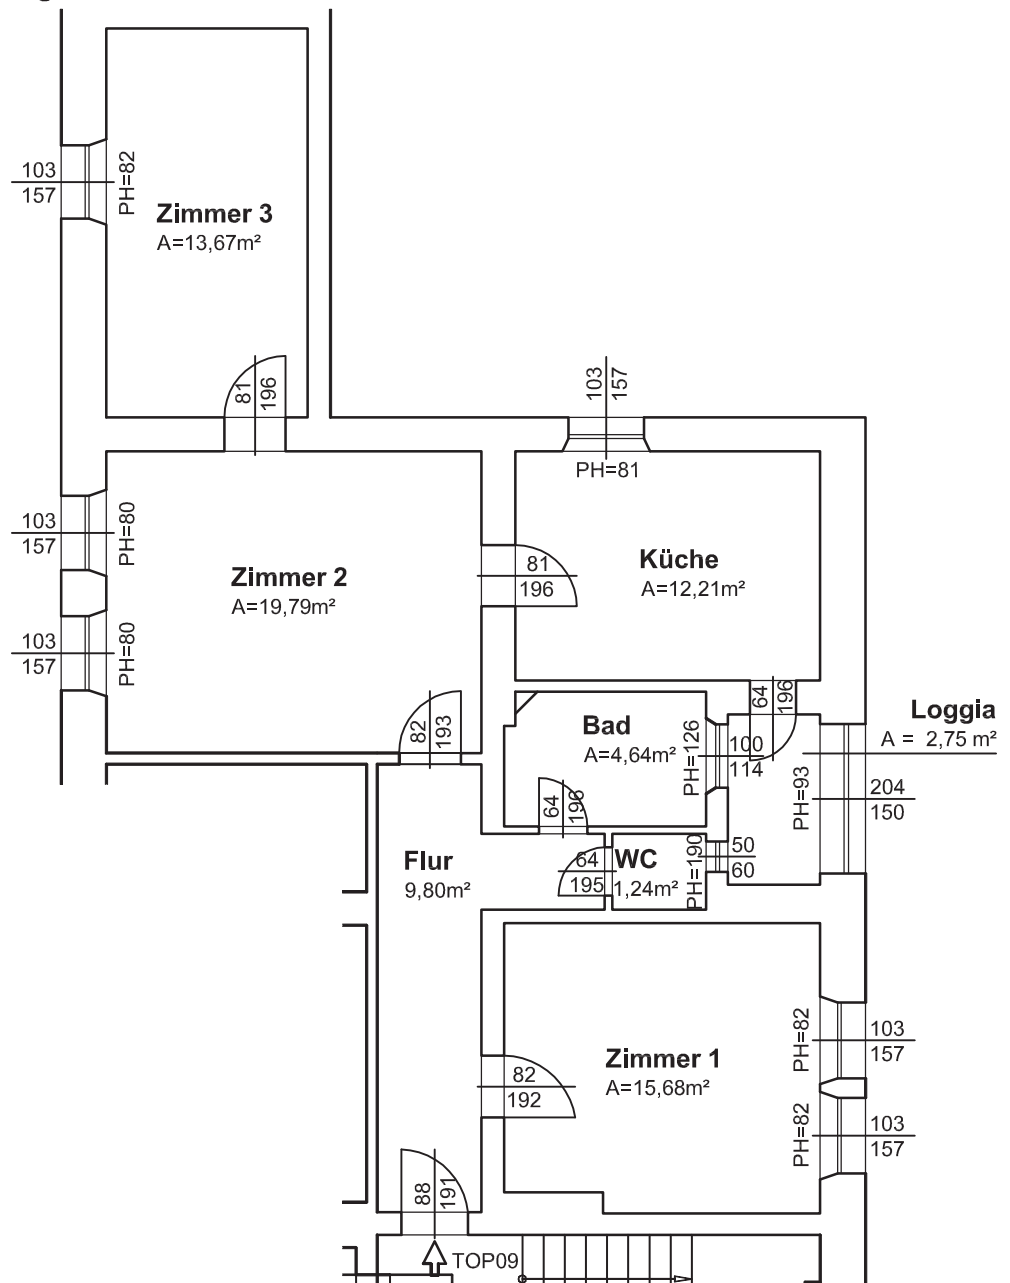 103
157
PH=82
Zimmer 3
A=13,67m²
81
196
103
157
PH=81
103
157
PH=80
Zimmer 2
A=19,79m²
81
196
Küche
A=12,21m²
103
157
PH=80
82
193
64
196
Bad
A=4,64m²
PH=126
100
114
Loggia
A = 2,75 m²
PH=93
204
150
64
196
Flur
9,80m²
64
195
WC
1,24m²
PH=190
50
60
Zimmer 1
A=15,68m²
PH=82
103
157
82
192
PH=82
103
157
88
191
TOP09